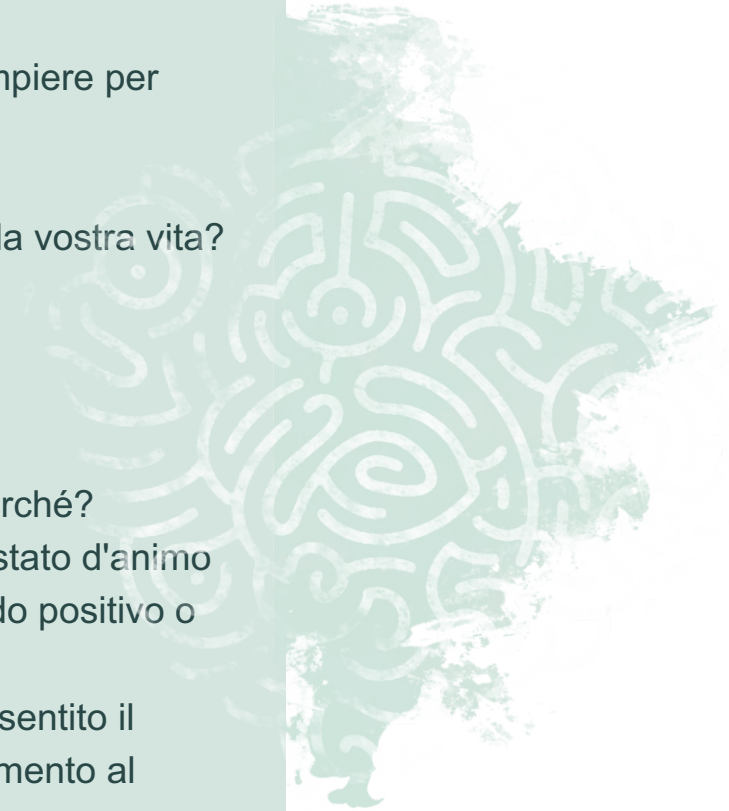 mpiere per
la vostra vita?
rché?
stato d'animo
do positivo o
sentito il
mento al